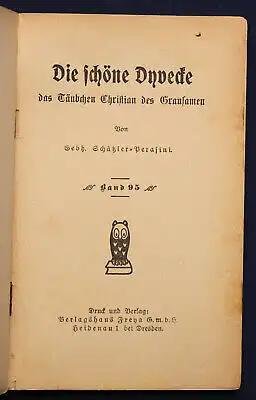 Die schöne Dyvecke
das Täubchen Christian des Grausamen
Von
Gebh. Schätzler-Perasini.
Band 95
Druck und Verlag:
Verlagshaus Freya G. m. b. H.
Heidenau 1 bei Dresden.